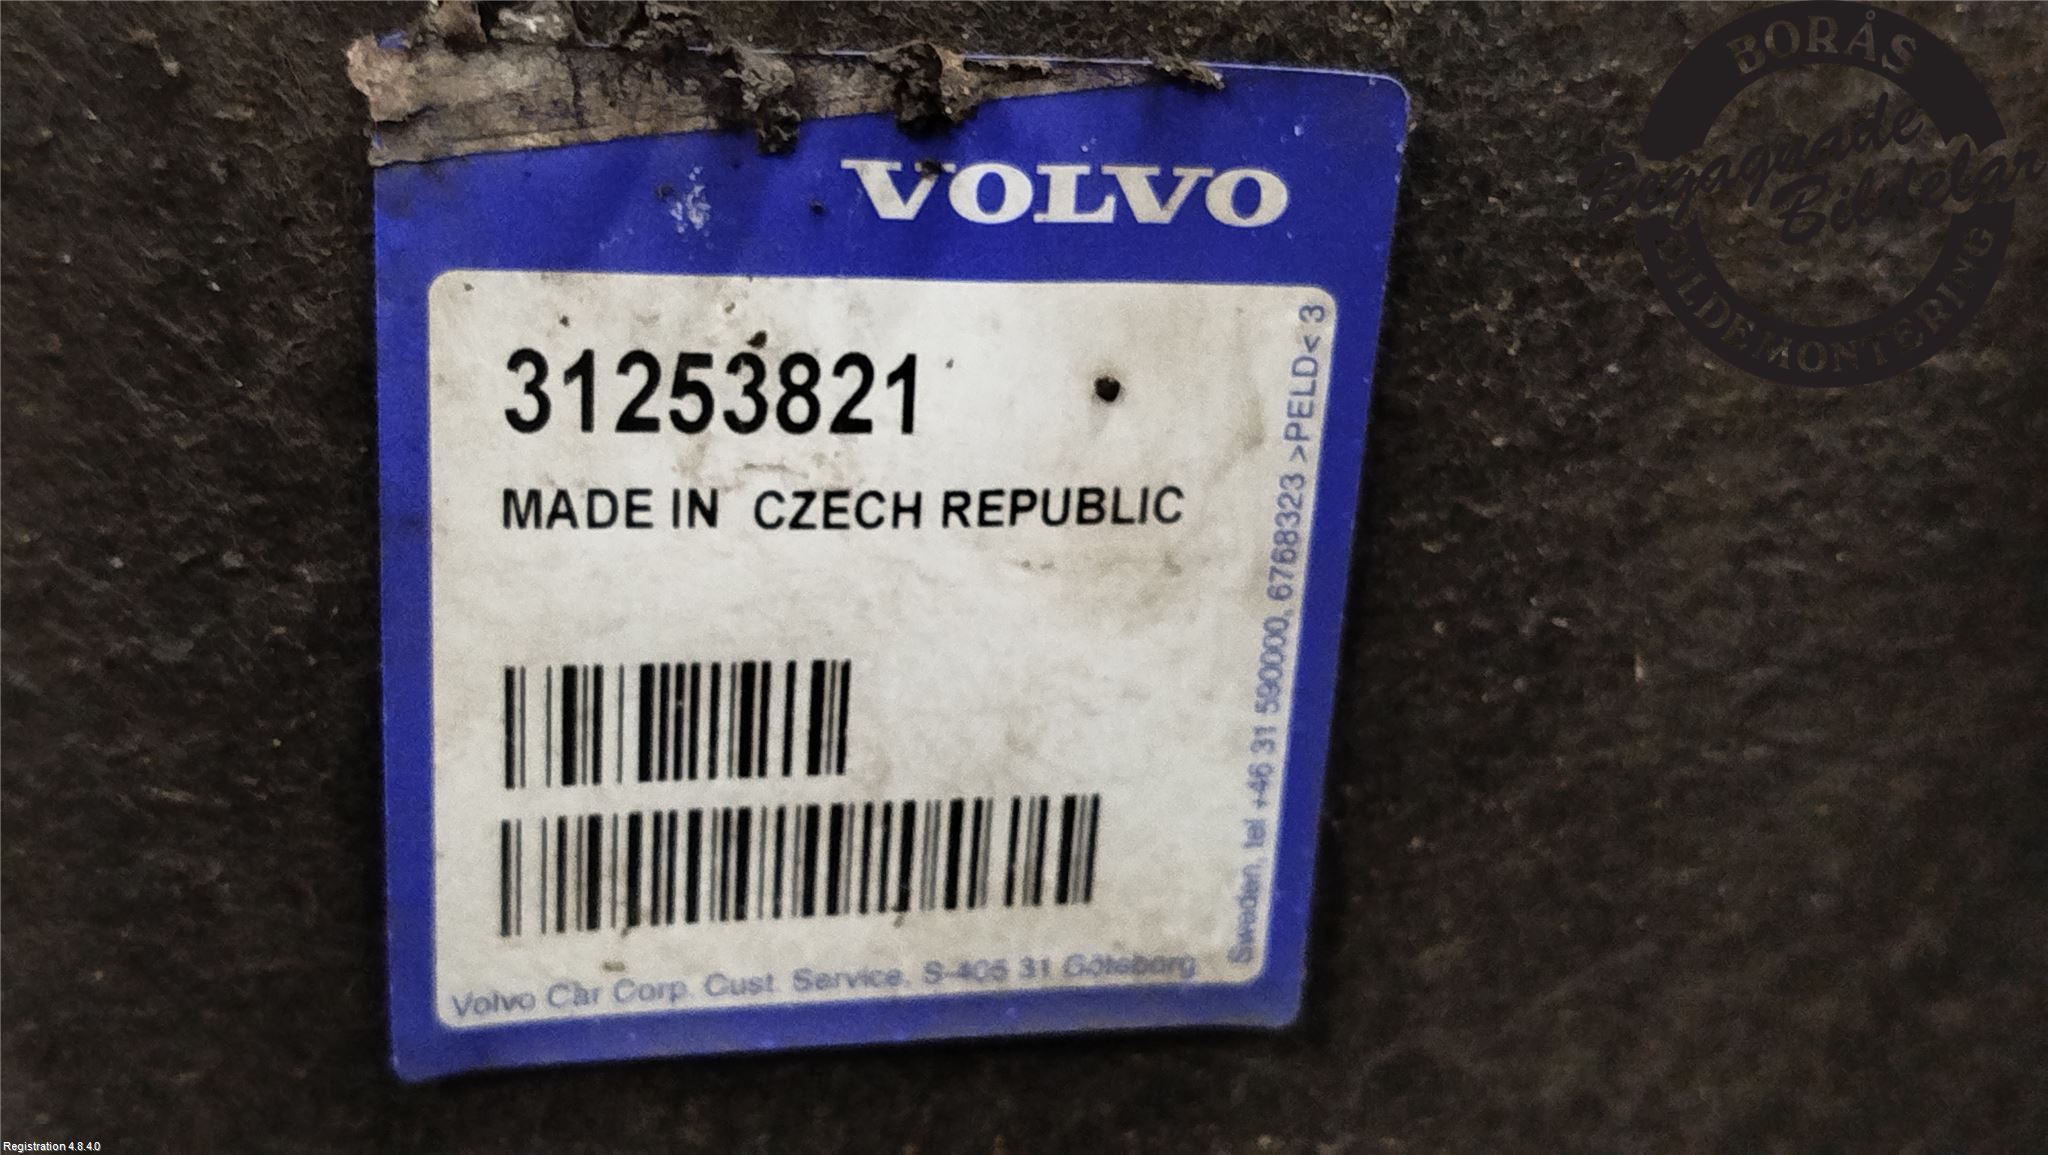 VOLVO
31253821
MADE IN CZECH REPUBLIC
Volvo Car Corp. Cust. Service, S-405 31 Göteborg
Sweden, tel +46 31 590000. 6768323 >PELD< 3
BORÅS
Begagnade
Bildelar
BILDEMONTERING
Registration 4.8.4.0